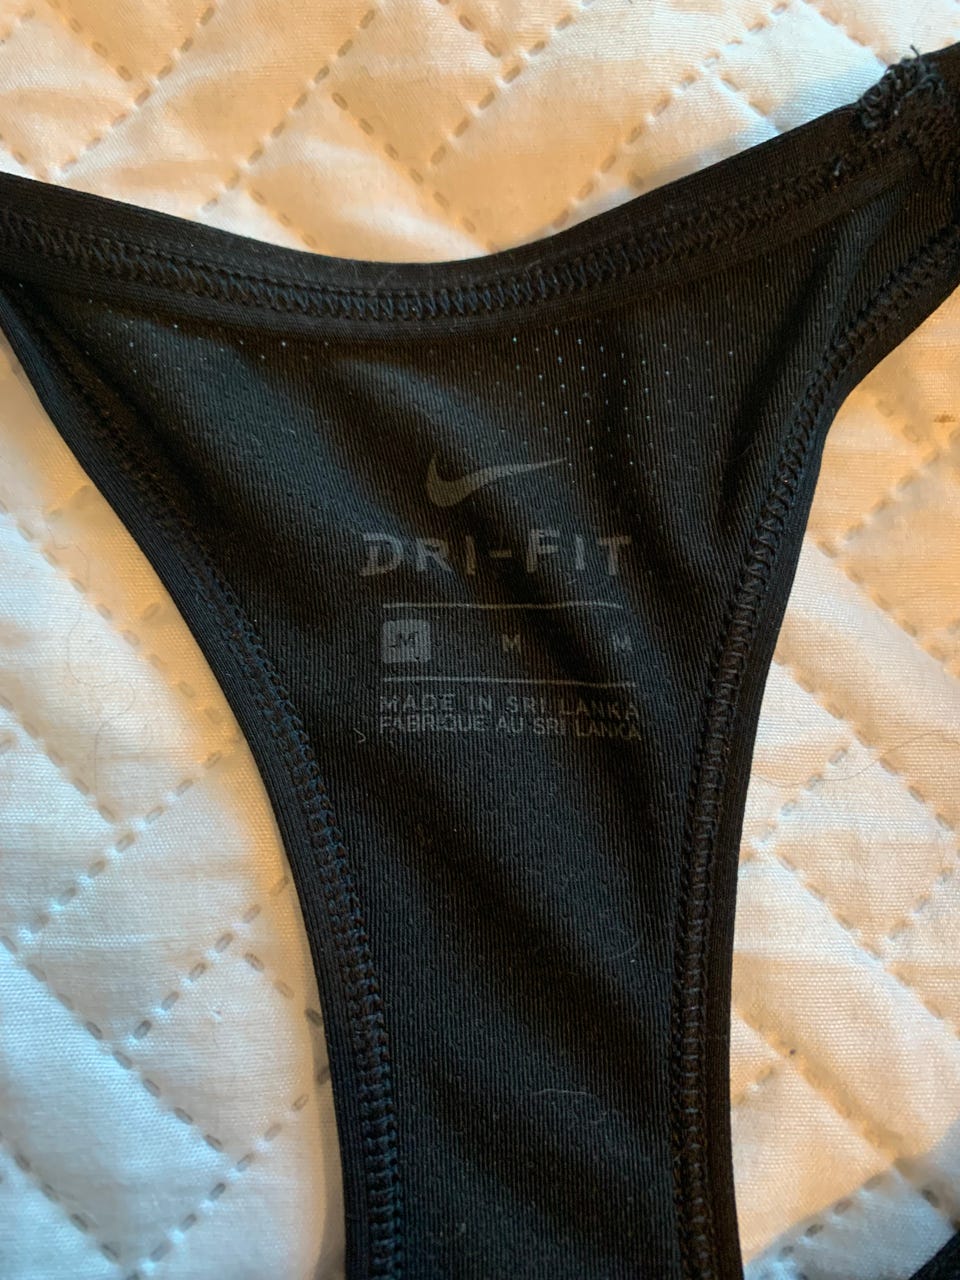 DRI-FIT
M M M
MADE IN SRI LANKA
FABRIQUE AU SRI LANKA